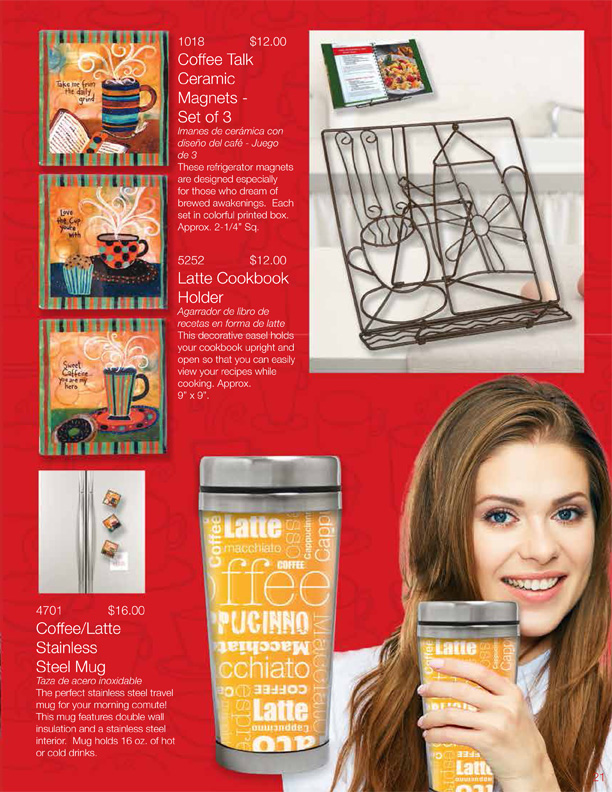 1018 $12.00
Coffee Talk
Ceramic
Magnets -
Set of 3
Imanes de cerámica con
diseño del café - Juego
de 3
These refrigerator magnets
are designed especially
for those who dream of
brewed awakenings. Each
set in colorful printed box.
Approx. 2-1/4" Sq.
5252 $12.00
Latte Cookbook
Holder
Agarrador de libro de
recetas en forma de latte
This decorative easel holds
your cookbook upright and
open so that you can easily
view your recipes while
cooking. Approx.
9" x 9".
Take me from
the daily
grind
Love
the Cup
you're
with
Sweet
Caffeine
you are my
hero
4701 $16.00
Coffee/Latte
Stainless
Steel Mug
Taza de acero inoxidable
The perfect stainless steel travel
mug for your morning comute!
This mug features double wall
insulation and a stainless steel
interior. Mug holds 16 oz. of hot
or cold drinks.
Coffee
Latte
macchiato
Cappuccino
COFFEE
offee
PUCINNO
Macchiato
cchiato
COFFEE
Latte
Cappuccino
Latte
Latte
21